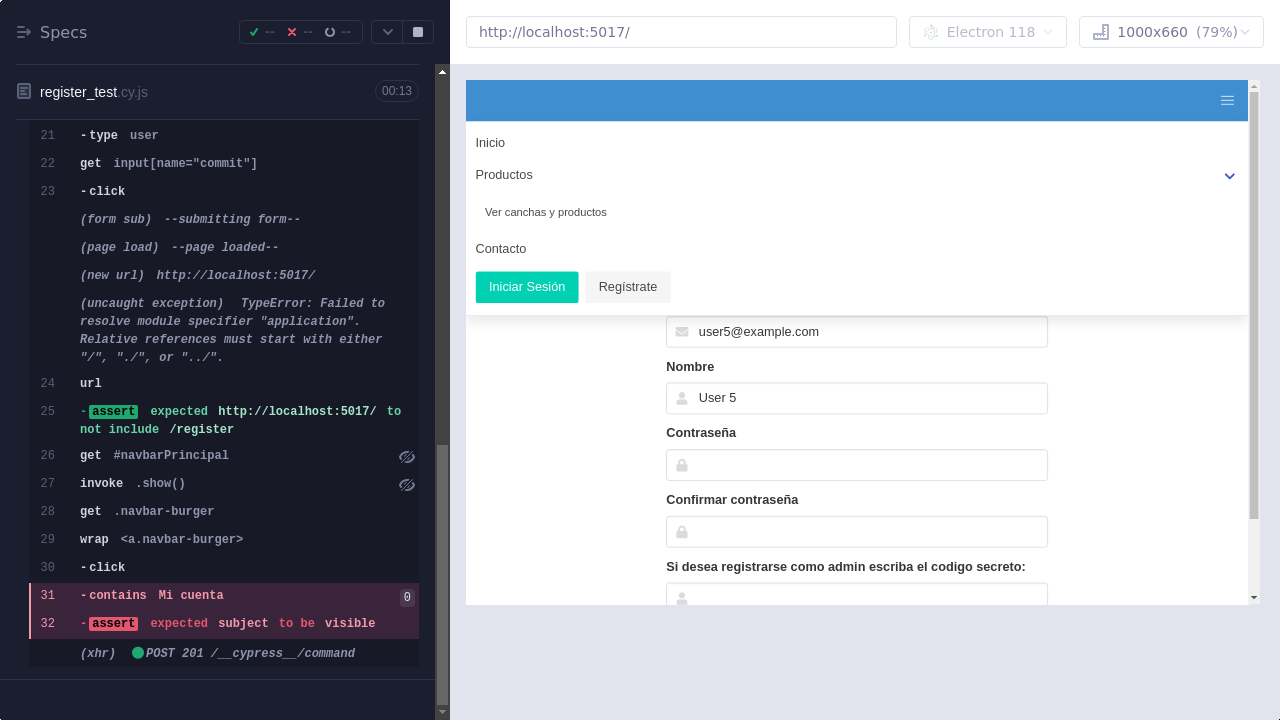 Specs
-- -- --
register_test.cy.js 00:13
21 -type user
22 get input[name="commit"]
23 -click
(form sub) --submitting form--
(page load) --page loaded--
(new url) http://localhost:5017/
(uncaught exception) TypeError: Failed to
resolve module specifier "application".
Relative references must start with either
"/", "./", or "../".
24 url
25 -assert expected http://localhost:5017/ to
not include /register
26 get #navbarPrincipal
27 invoke .show()
28 get .navbar-burger
29 wrap <a.navbar-burger>
30 -click
31 -contains Mi cuenta 0
32 -assert expected subject to be visible
(xhr) POST 201 /__cypress__/command
http://localhost:5017/
Electron 118
1000x660 (79%)
Inicio
Productos
Ver canchas y productos
Contacto
Iniciar Sesión Regístrate
user5@example.com
Nombre
User 5
Contraseña
Confirmar contraseña
Si desea registrarse como admin escriba el codigo secreto: